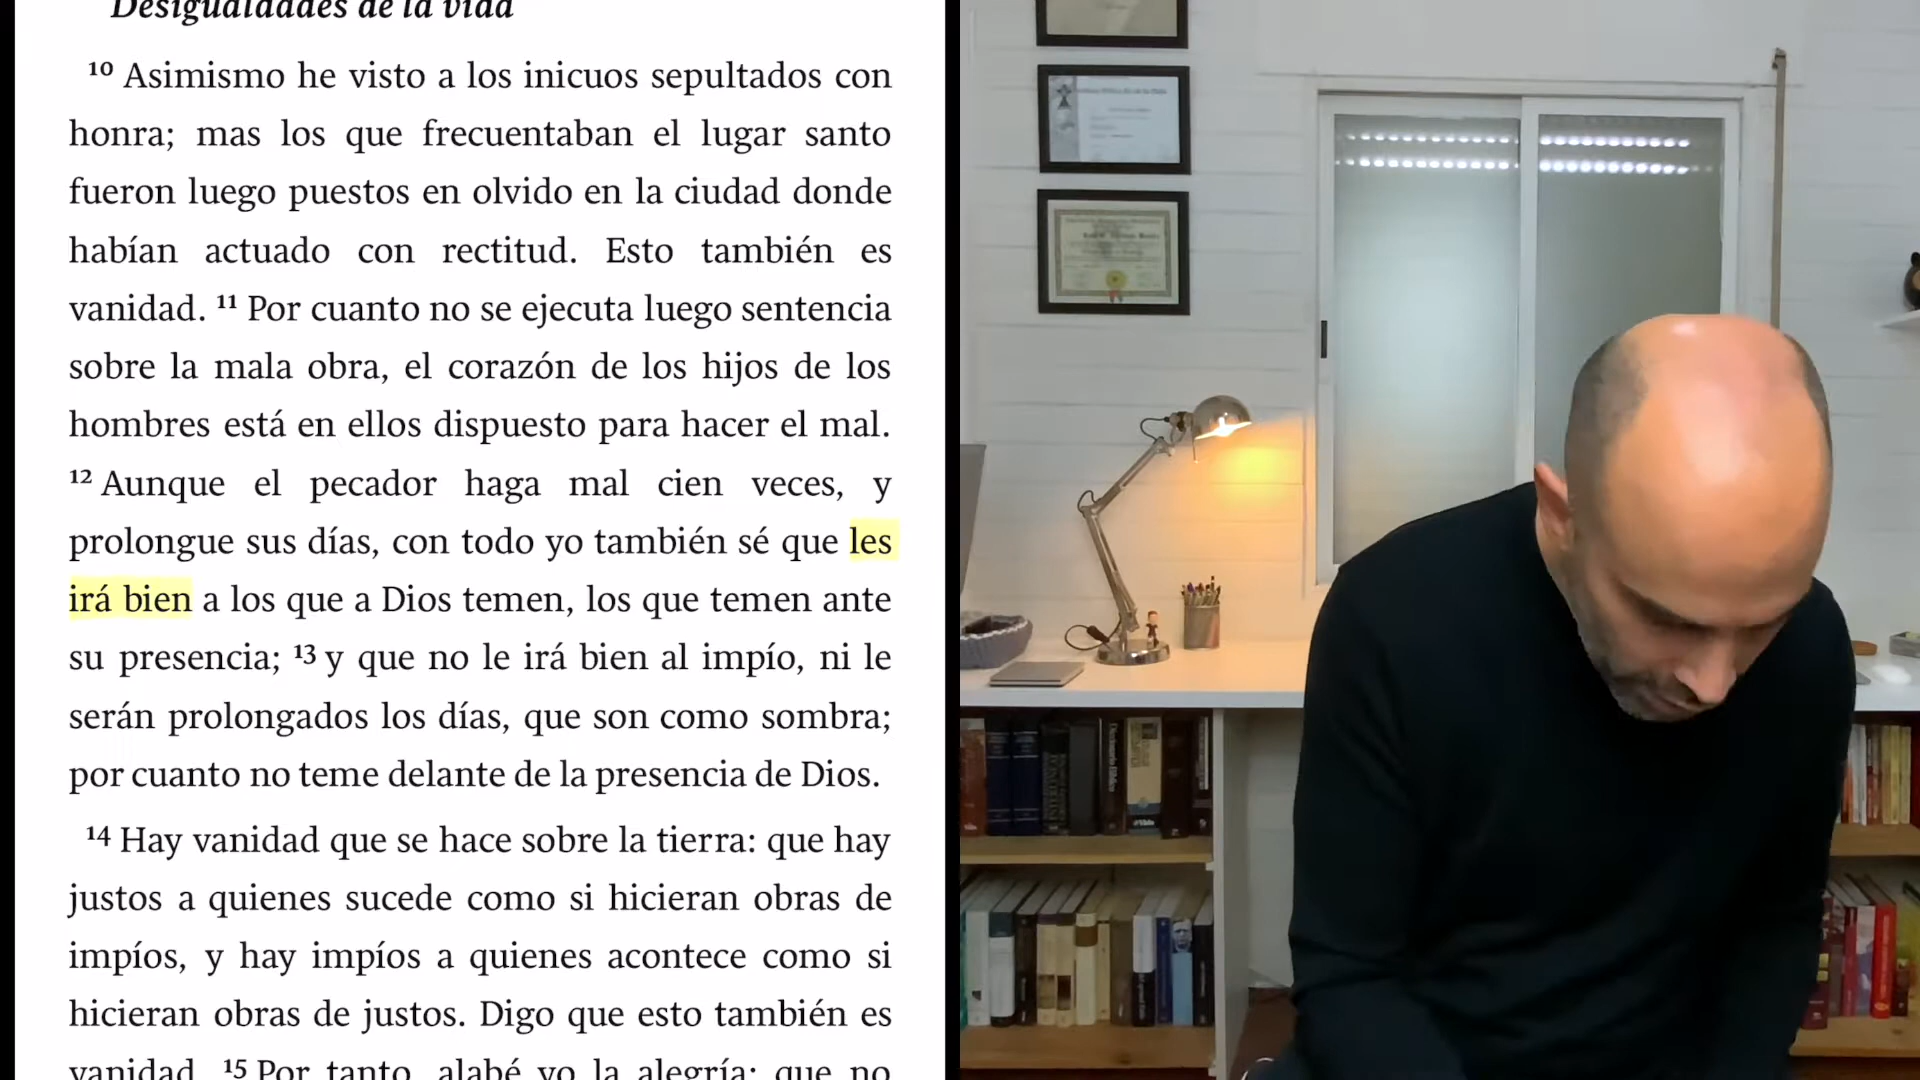 Desigualdades de la vida
¹⁰ Asimismo he visto a los inicuos sepultados con
honra; mas los que frecuentaban el lugar santo
fueron luego puestos en olvido en la ciudad donde
habían actuado con rectitud. Esto también es
vanidad. ¹¹ Por cuanto no se ejecuta luego sentencia
sobre la mala obra, el corazón de los hijos de los
hombres está en ellos dispuesto para hacer el mal.
¹² Aunque el pecador haga mal cien veces, y
prolongue sus días, con todo yo también sé que les
irá bien a los que a Dios temen, los que temen ante
su presencia; ¹³ y que no le irá bien al impío, ni le
serán prolongados los días, que son como sombra;
por cuanto no teme delante de la presencia de Dios.
¹⁴ Hay vanidad que se hace sobre la tierra: que hay
justos a quienes sucede como si hicieran obras de
impíos, y hay impíos a quienes acontece como si
hicieran obras de justos. Digo que esto también es
vanidad. ¹⁵ Por tanto, alabé yo la alegría; que no